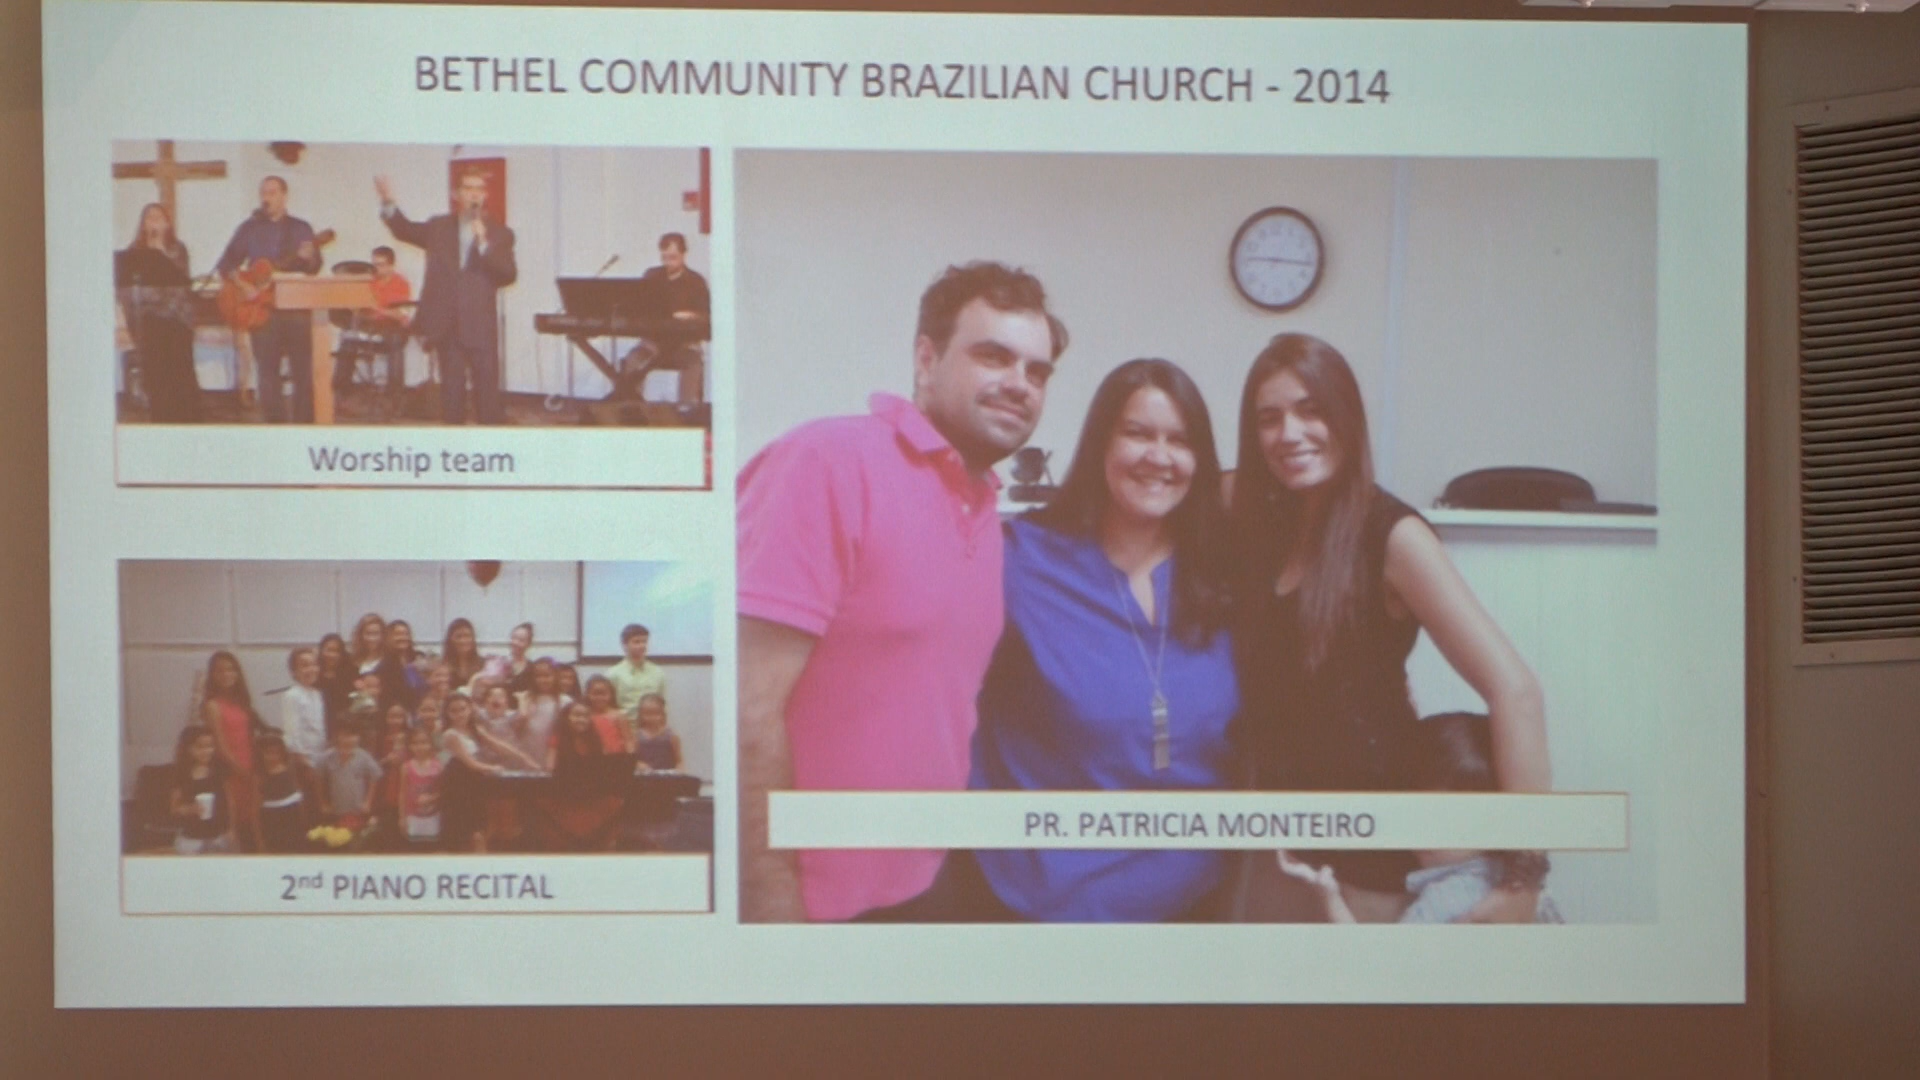 BETHEL COMMUNITY BRAZILIAN CHURCH - 2014
Worship team
2nd PIANO RECITAL
PR. PATRICIA MONTEIRO